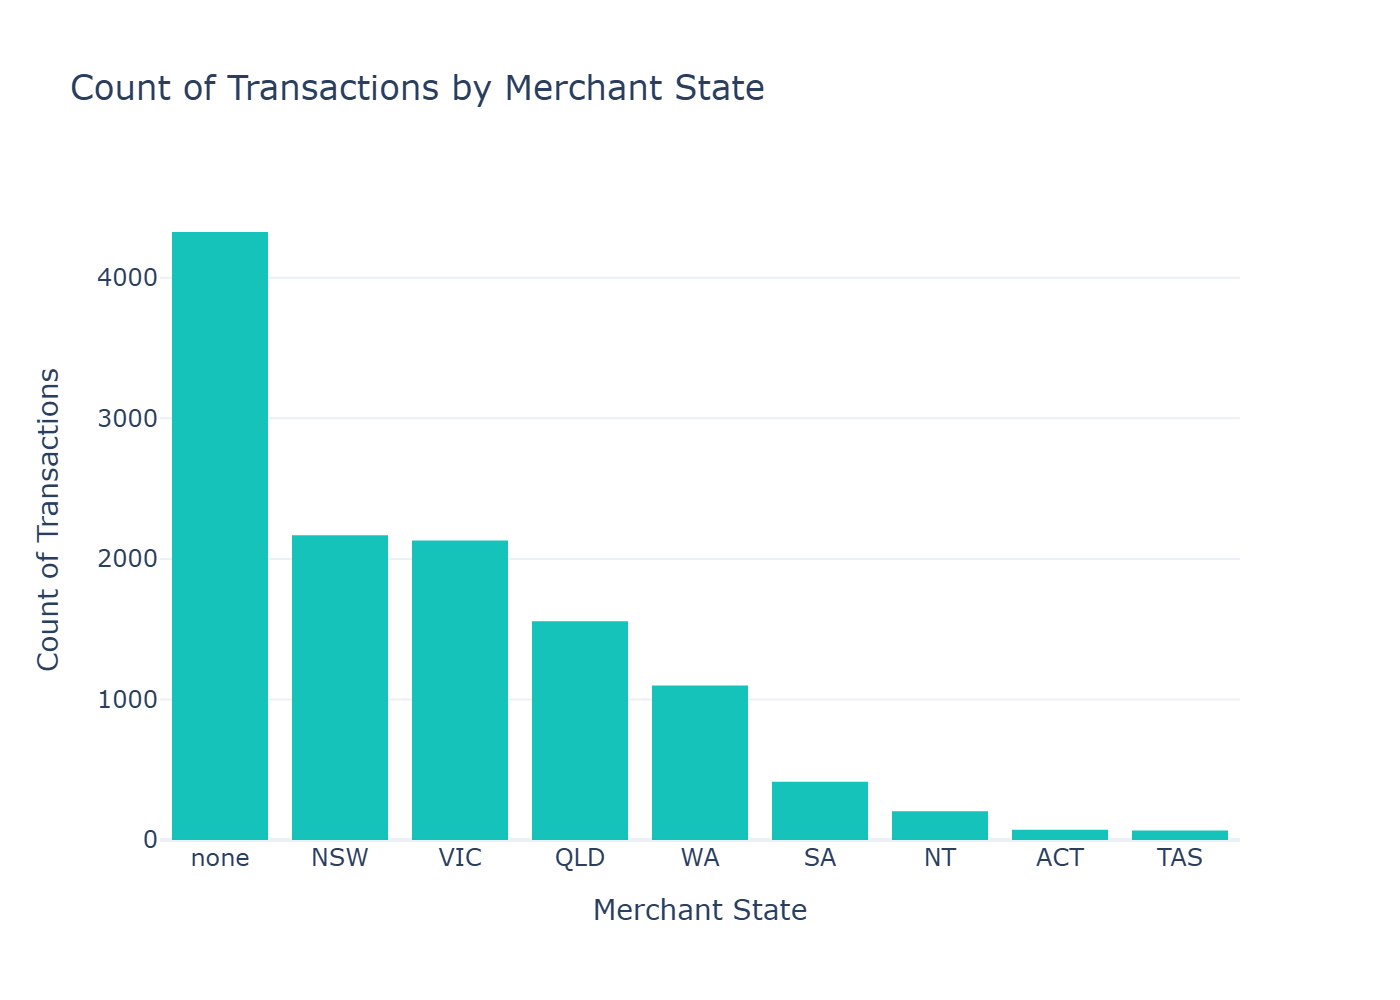 Count of Transactions by Merchant State
Count of Transactions
4000
3000
2000
1000
0
none NSW VIC QLD WA SA NT ACT TAS
Merchant State